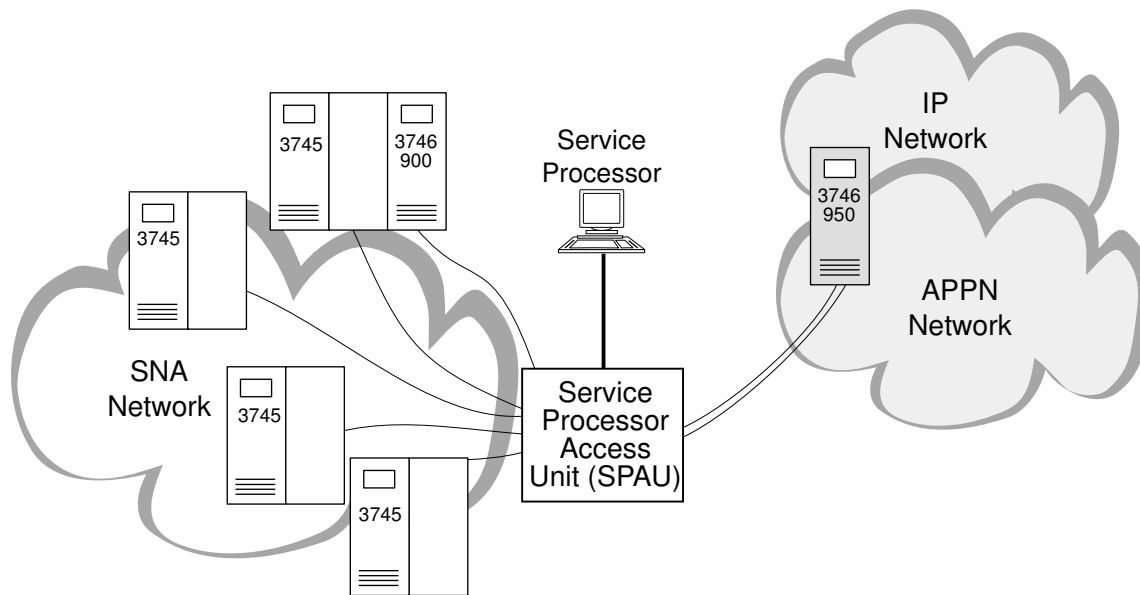 3745
3746
900
Service
Processor
IP
Network
3746
950
3745
APPN
Network
SNA
Network
3745
Service
Processor
Access
Unit (SPAU)
3745